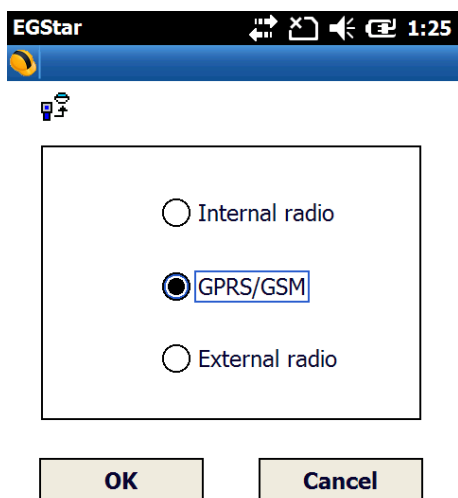 EGStar 1:25
Internal radio
GPRS/GSM
External radio
OK Cancel